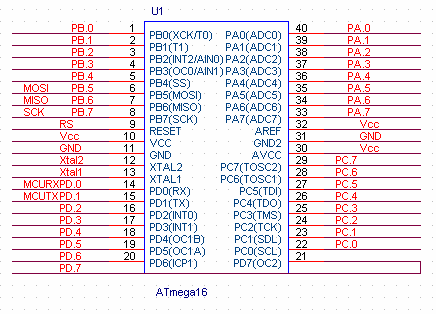 U1
PB.0 1 PB0(XCK/T0) PA0(ADC0) 40 PA.0
PB.1 2 PB1(T1) PA1(ADC1) 39 PA.1
PB.2 3 PB2(INT2/AIN0) PA2(ADC2) 38 PA.2
PB.3 4 PB3(OC0/AIN1) PA3(ADC3) 37 PA.3
PB.4 5 PB4(SS) PA4(ADC4) 36 PA.4
MOSI PB.5 6 PB5(MOSI) PA5(ADC5) 35 PA.5
MISO PB.6 7 PB6(MISO) PA6(ADC6) 34 PA.6
SCK PB.7 8 PB7(SCK) PA7(ADC7) 33 PA.7
RS 9 RESET AREF 32 Vcc
Vcc 10 VCC GND2 31 GND
GND 11 GND AVCC 30 Vcc
Xtal2 12 XTAL2 PC7(TOSC2) 29 PC.7
Xtal1 13 XTAL1 PC6(TOSC1) 28 PC.6
MCURXPD.0 14 PD0(RX) PC5(TDI) 27 PC.5
MCUTXPD.1 15 PD1(TX) PC4(TDO) 26 PC.4
PD.2 16 PD2(INT0) PC3(TMS) 25 PC.3
PD.3 17 PD3(INT1) PC2(TCK) 24 PC.2
PD.4 18 PD4(OC1B) PC1(SDL) 23 PC.1
PD.5 19 PD5(OC1A) PC0(SCL) 22 PC.0
PD.6 20 PD6(ICP1) PD7(OC2) 21
PD.7
ATmega16